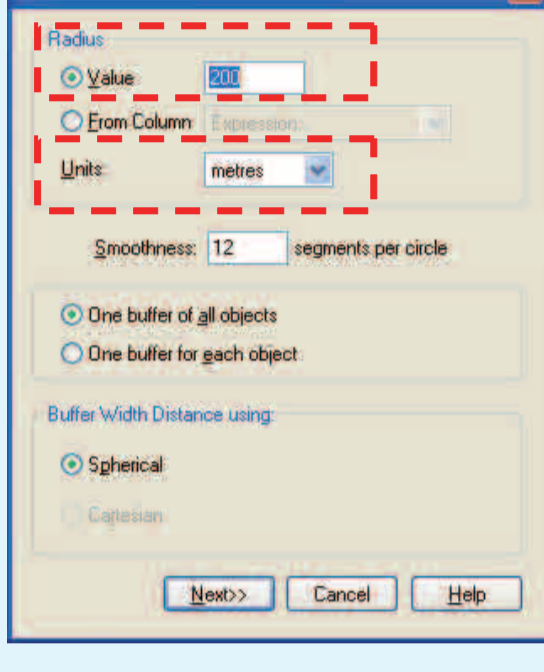 Radius
Value 200
From Column: Expression:
Units: metres
Smoothness: 12 segments per circle
One buffer of all objects
One buffer for each object
Buffer Width Distance using:
Spherical
Cartesian
Next>> Cancel Help